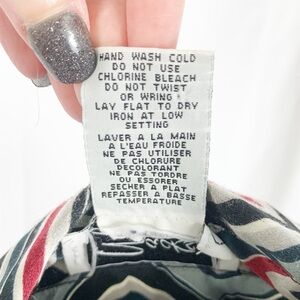 HAND WASH COLD
DO NOT USE
CHLORINE BLEACH
DO NOT TWIST
OR WRING
LAY FLAT TO DRY
IRON AT LOW
SETTING
LAVER A LA MAIN
A L'EAU FROIDE
NE PAS UTILISER
DE CHLORURE
DECOLORANT
NE PAS TORDRE
OU ESSORER
SECHER A PLAT
REPASSER A BASSE
TEMPERATURE